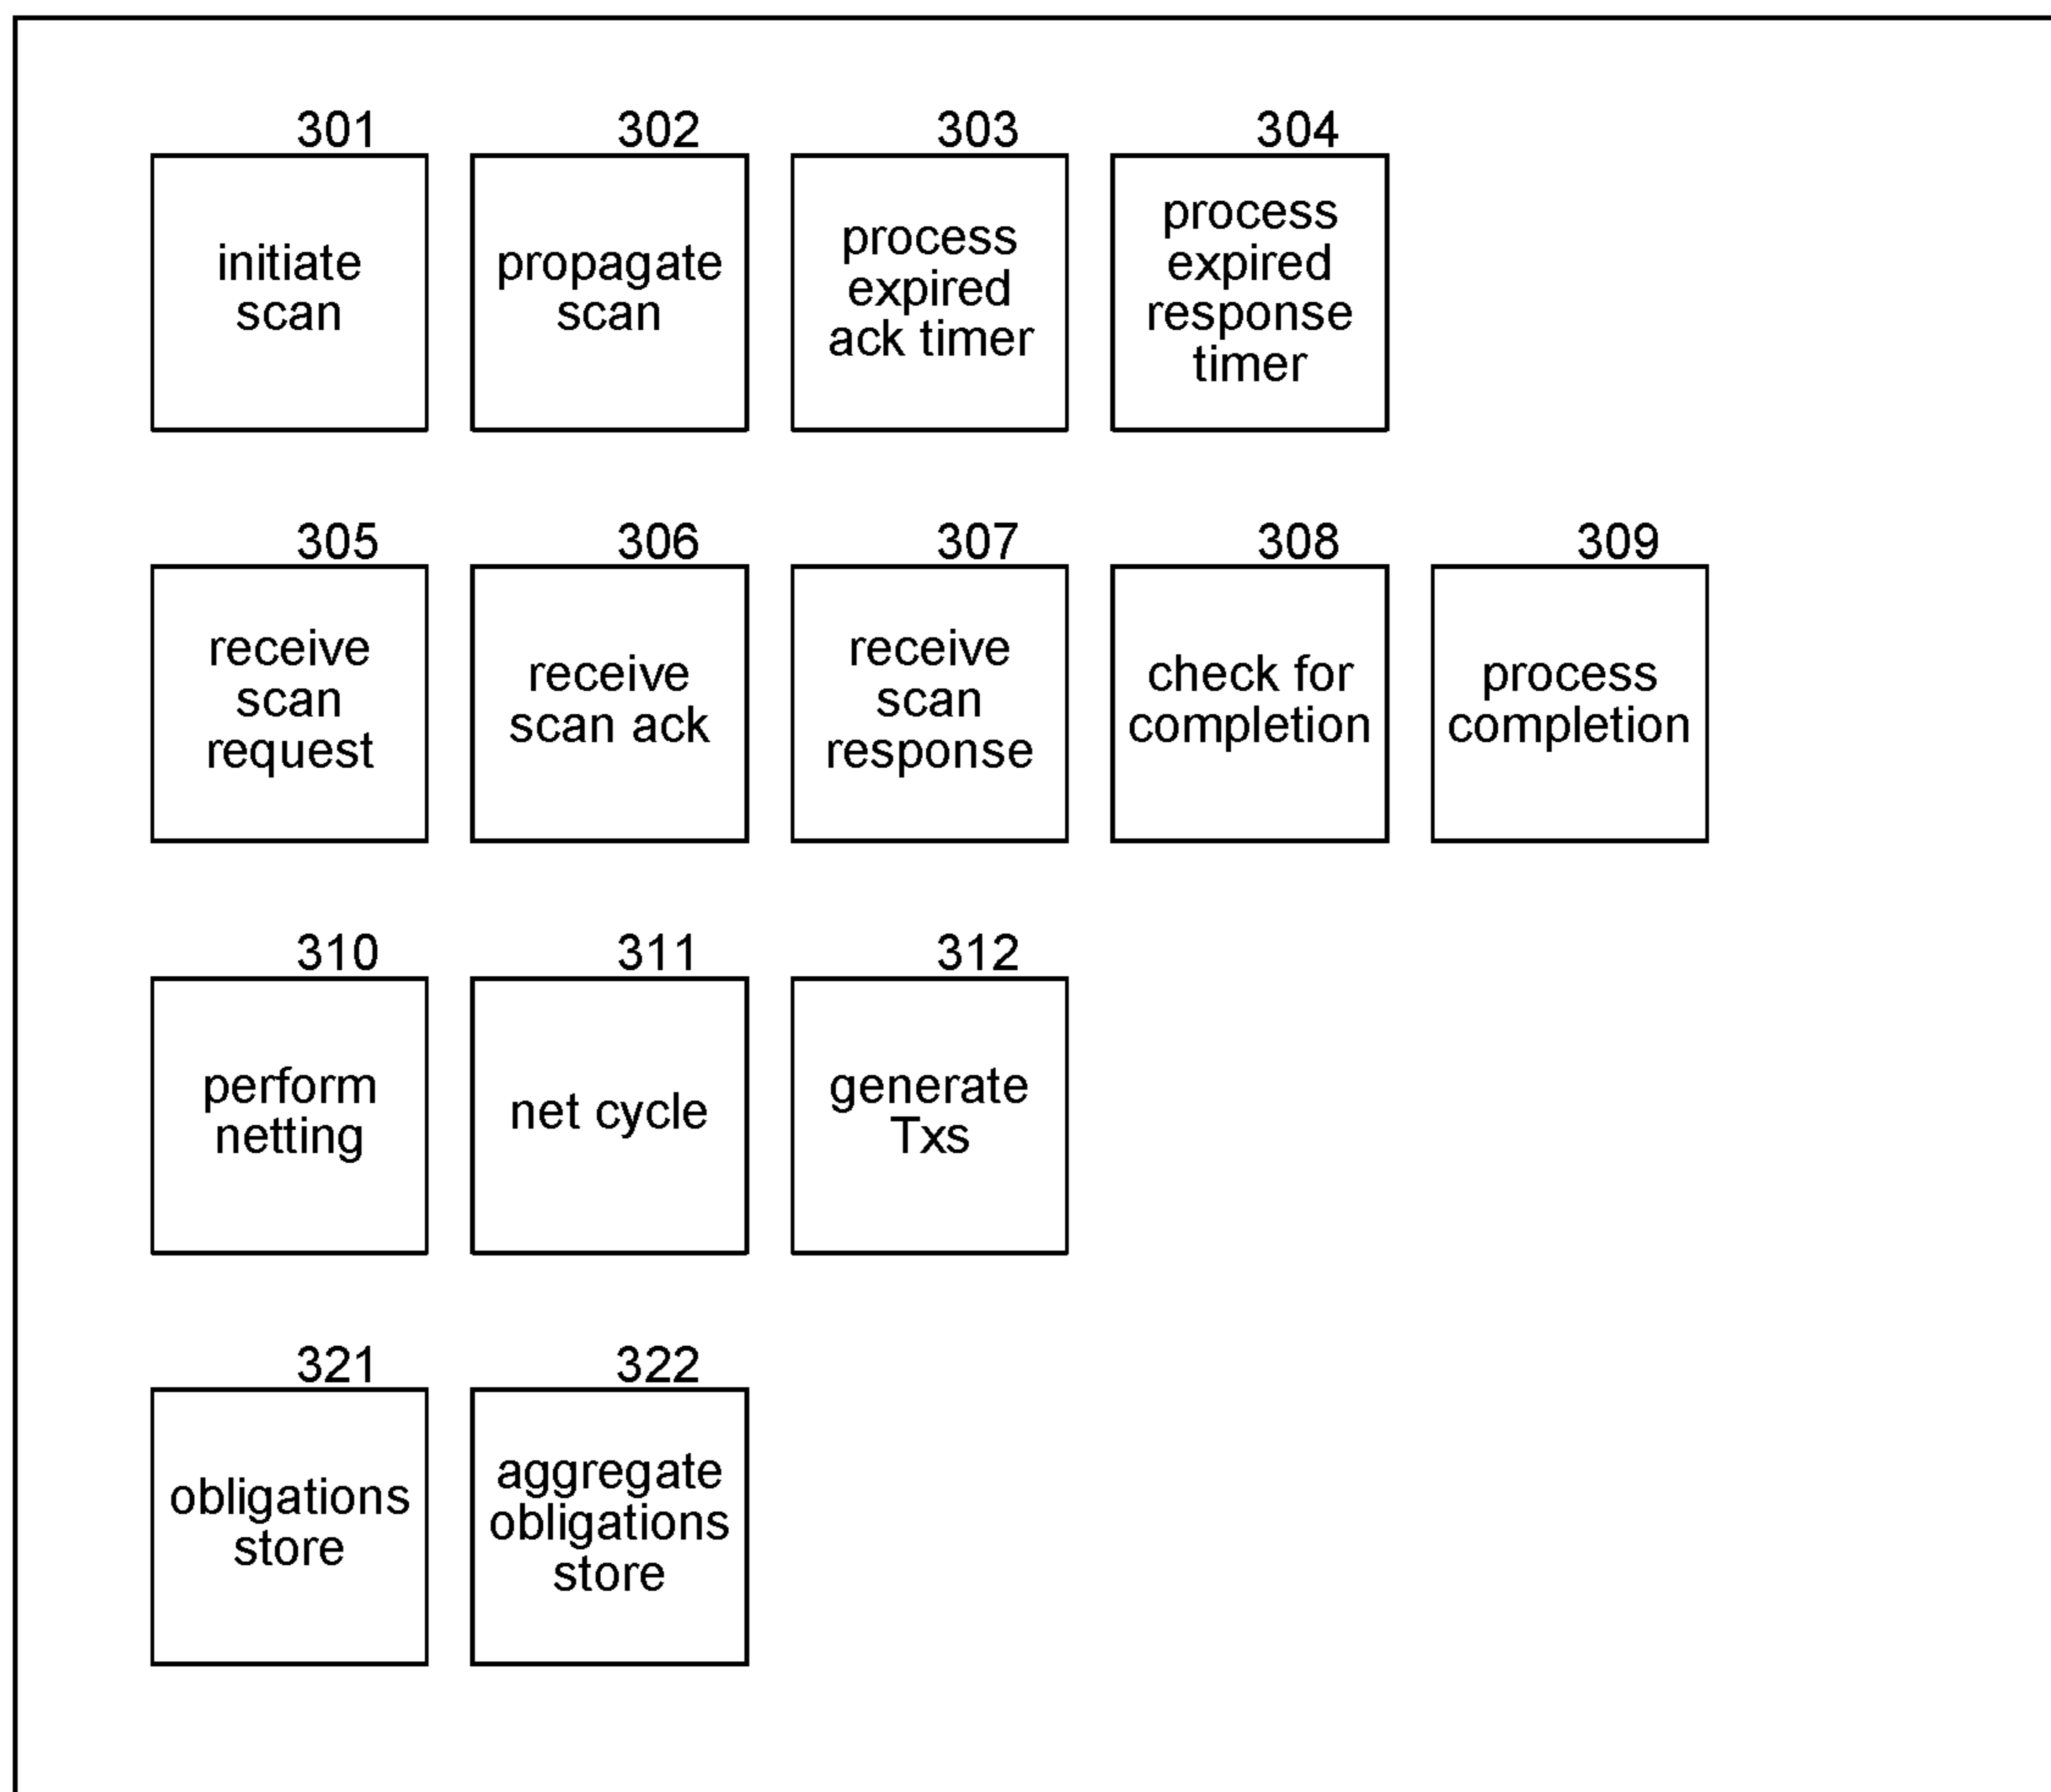 301
302
303
304
initiate
scan
propagate
scan
process
expired
ack timer
process
expired
response
timer
305
306
307
308
309
receive
scan
request
receive
scan ack
receive
scan
response
check for
completion
process
completion
310
311
312
perform
netting
net cycle
generate
Txs
321
322
obligations
store
aggregate
obligations
store